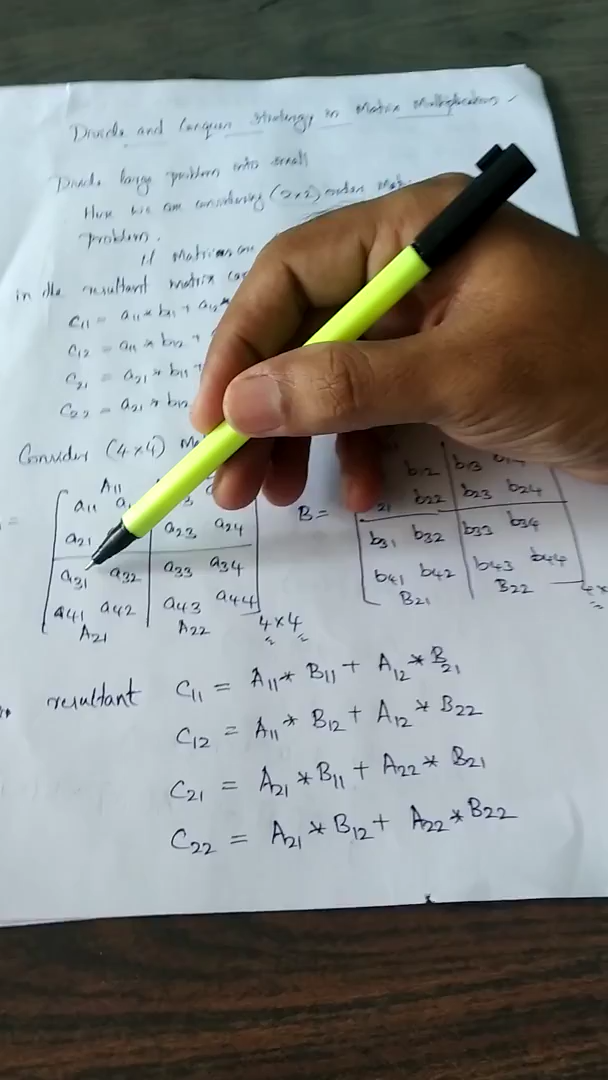 Divide and Conquer Strategy in Matrix Multiplication
Divide large problem into small
Here we are considering (2×2) order Mat
problem.
If Matrices are
in the resultant matrix can
C11 = a11 * b11 + a12 *
C12 = a11 * b12 +
C21 = a21 * b11 +
C22 = a21 * b12
Consider (4×4) M
A11
a11
b12 b13
a21 a23 a24
B = b22 b23 b24
a31 a32 a33 a34
b31 b32 b33 b34
a41 a42 a43 a44
b41 b42 b43 b44
A21 A22 4×4
B21 B22 4×
resultant C11 = A11* B11 + A12 * B21
C12 = A11 * B12 + A12 * B22
C21 = A21 * B11 + A22 * B21
C22 = A21 * B12 + A22 * B22